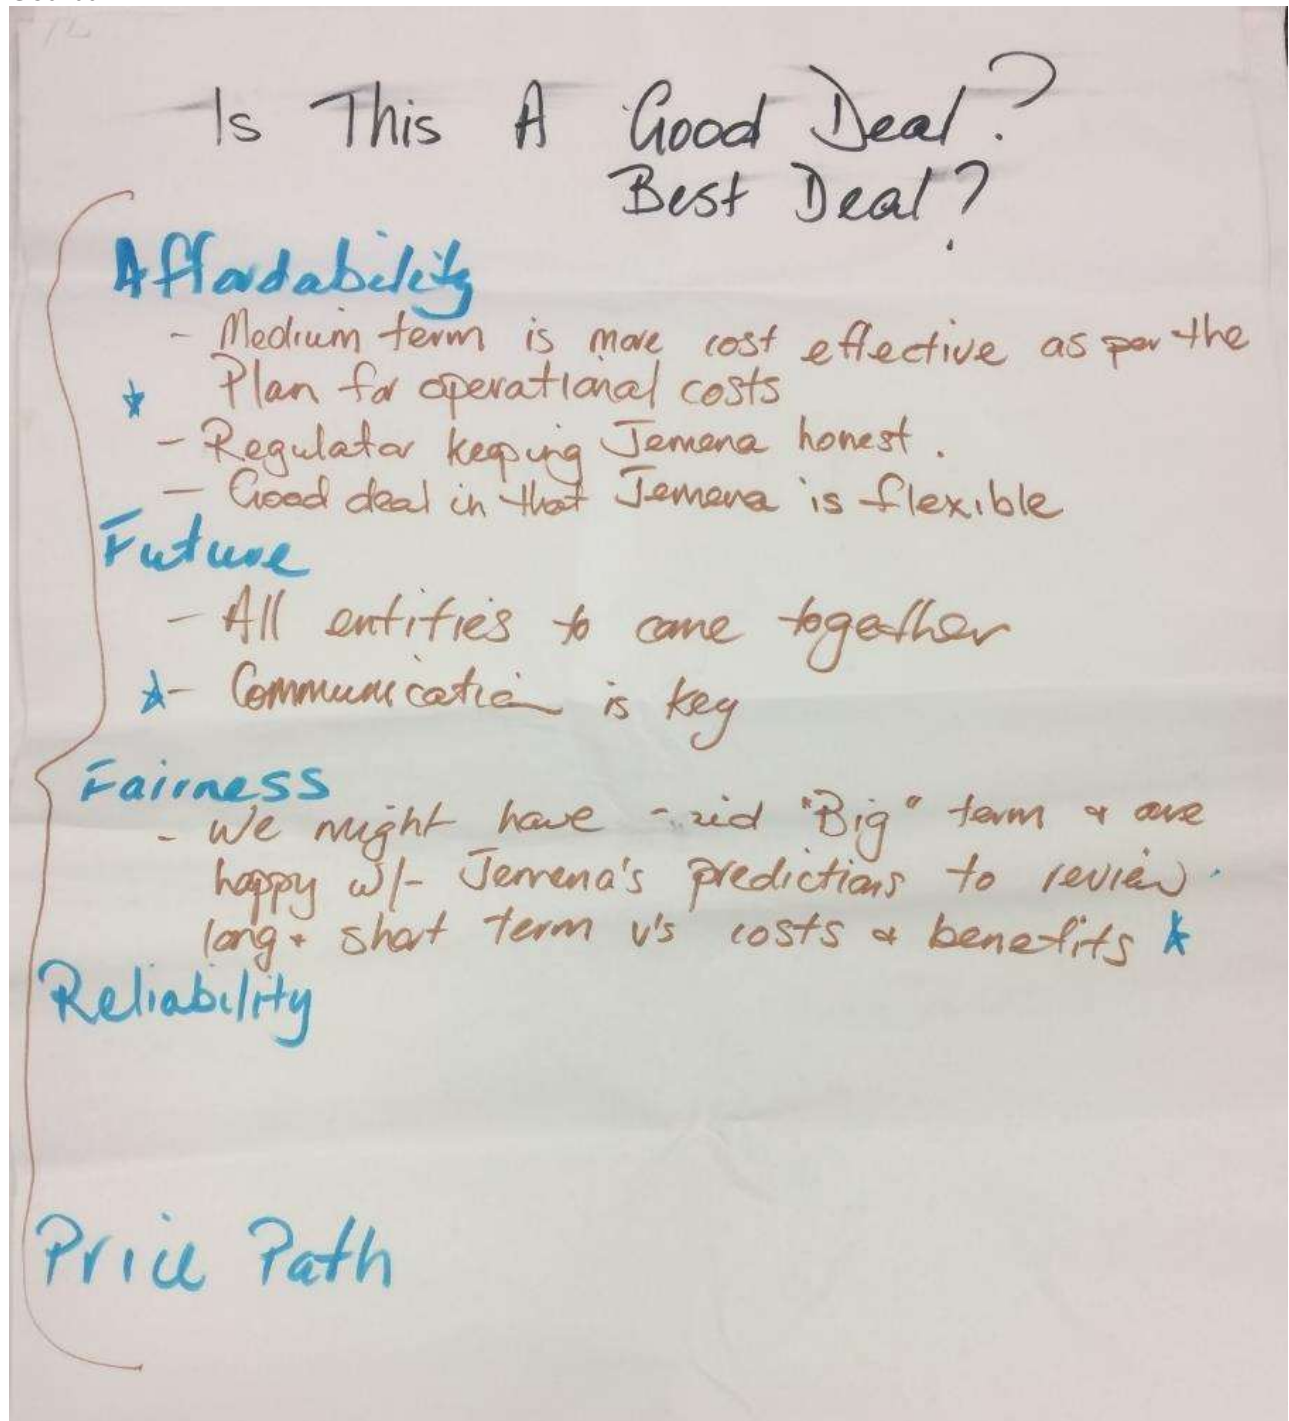 Is This A Good Deal?
Best Deal?
Affordability
- Medium term is more cost effective as per the
Plan for operational costs
- Regulator keeping Jemena honest.
- Good deal in that Jemena is flexible
Future
- All entities to come together
- Communication is key
Fairness
- We might have "Big" term & are
happy w/- Jemena's predictions to review
long + short term v's costs & benefits
Reliability
Price Path